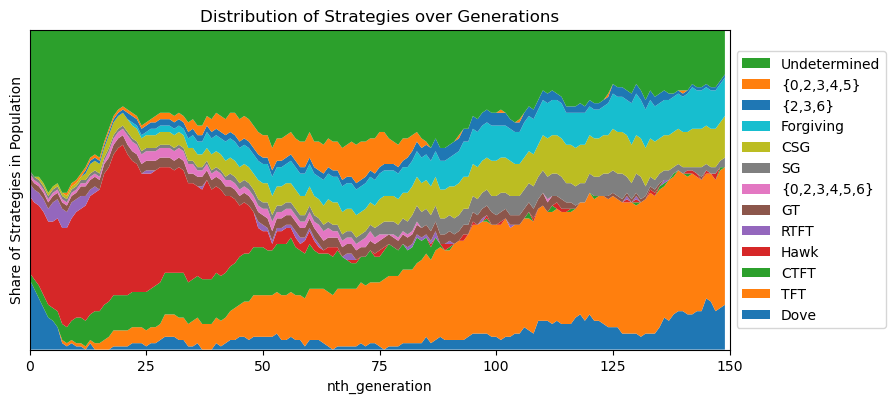 Distribution of Strategies over Generations
Share of Strategies in Population
Undetermined
{0,2,3,4,5}
{2,3,6}
Forgiving
CSG
SG
{0,2,3,4,5,6}
GT
RTFT
Hawk
CTFT
TFT
Dove
0 25 50 75 100 125 150
nth_generation